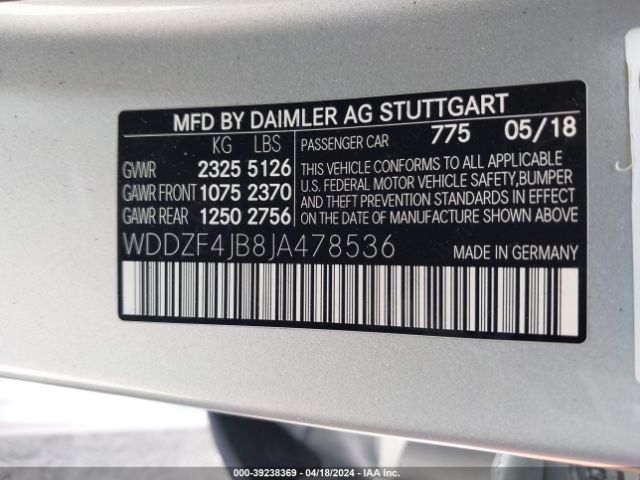 MFD BY DAIMLER AG STUTTGART
KG LBS PASSENGER CAR 775 05/18
GVWR 2325 5126
GAWR FRONT 1075 2370
GAWR REAR 1250 2756
THIS VEHICLE CONFORMS TO ALL APPLICABLE
U.S. FEDERAL MOTOR VEHICLE SAFETY,BUMPER
AND THEFT PREVENTION STANDARDS IN EFFECT
ON THE DATE OF MANUFACTURE SHOWN ABOVE
WDDZF4JB8JA478536
MADE IN GERMANY
000-39238369 / 04/18/2024 - IAA Inc.